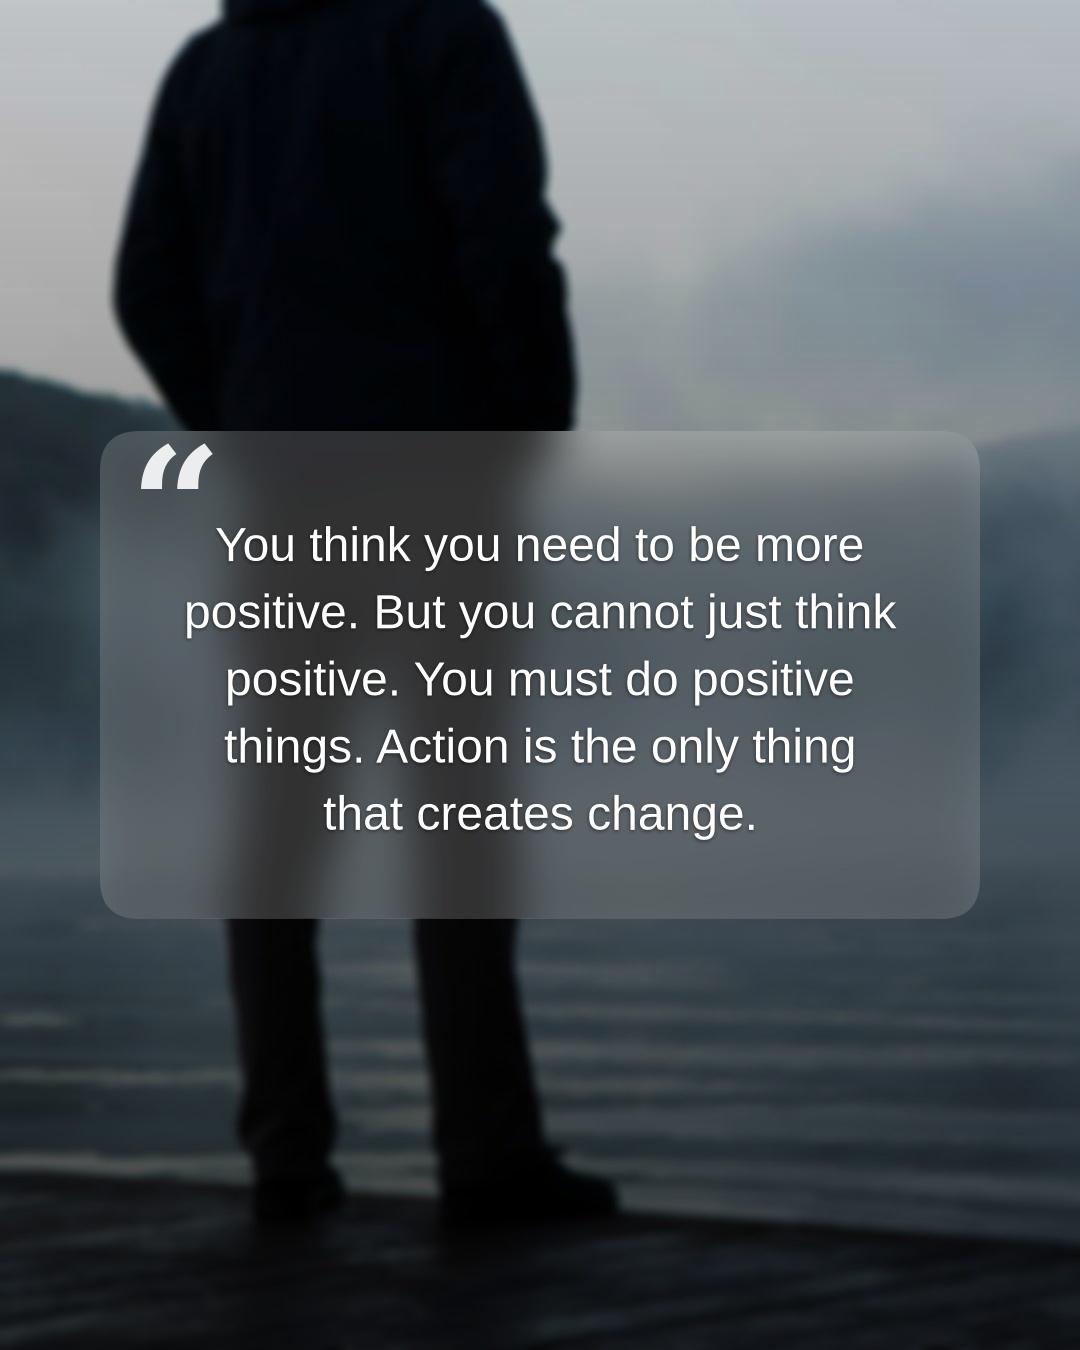 “
You think you need to be more
positive. But you cannot just think
positive. You must do positive
things. Action is the only thing
that creates change.